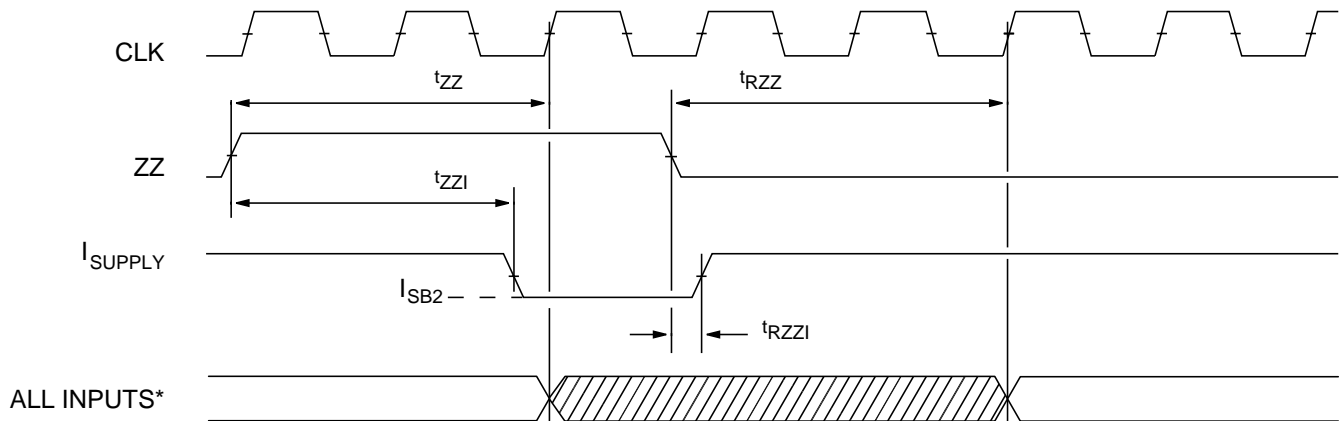 CLK
tZZ
tRZZ
ZZ
tZZI
ISUPPLY
ISB2
tRZZI
ALL INPUTS*